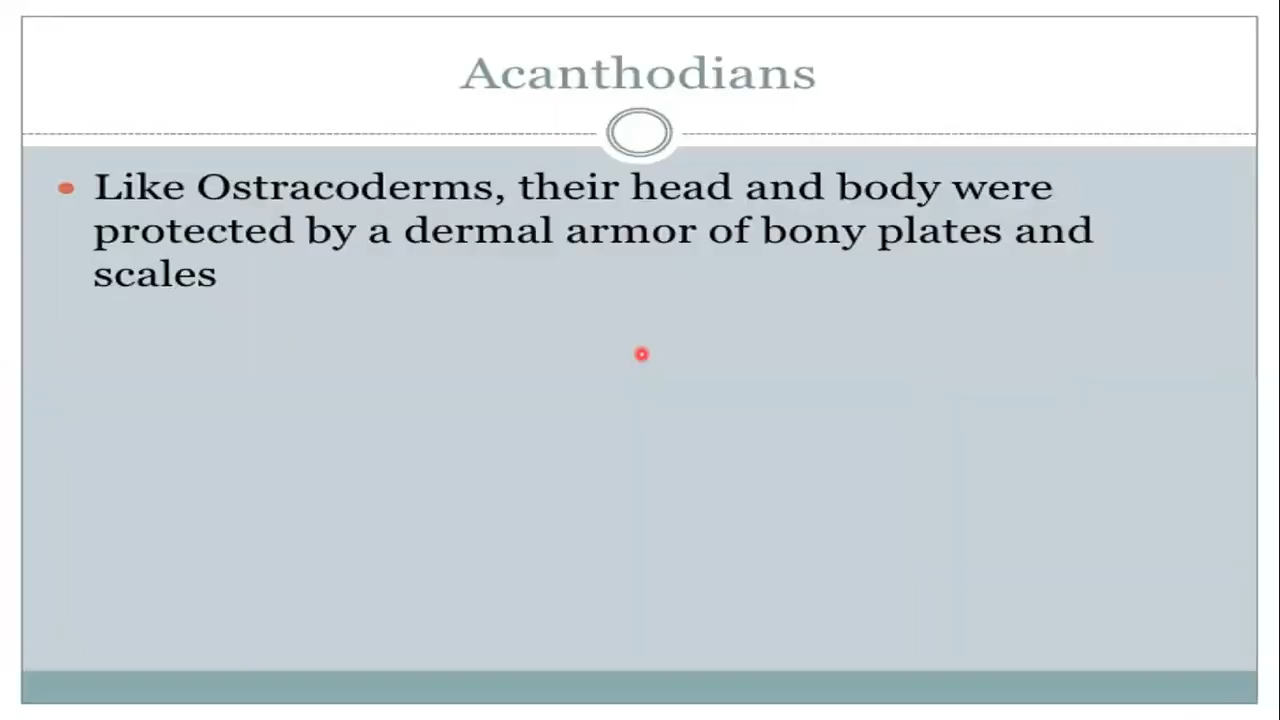 Acanthodians
Like Ostracoderms, their head and body were
protected by a dermal armor of bony plates and
scales